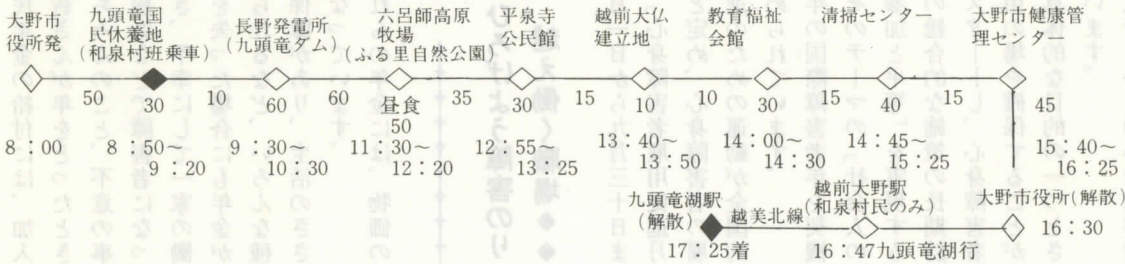 大野市
役所発
九頭竜国
民休養地
(和泉村班乗車)
長野発電所
(九頭竜ダム)
六呂師高原
牧場
(ふる里自然公園)
平泉寺
公民館
越前大仏
建立地
教育福祉
会館
清掃センター
大野市健康管
理センター
50
30
10
60
60
昼食
50
35
30
15
10
10
30
15
40
15
45
8:00
8:50~
9:20
9:30~
10:30
11:30~
12:20
12:55~
13:25
13:40~
13:50
14:00~
14:30
14:45~
15:25
15:40~
16:25
九頭竜湖駅
(解散)
越美北線
越前大野駅
(和泉村民のみ)
大野市役所(解散)
16:30
17:25着
16:47九頭竜湖行